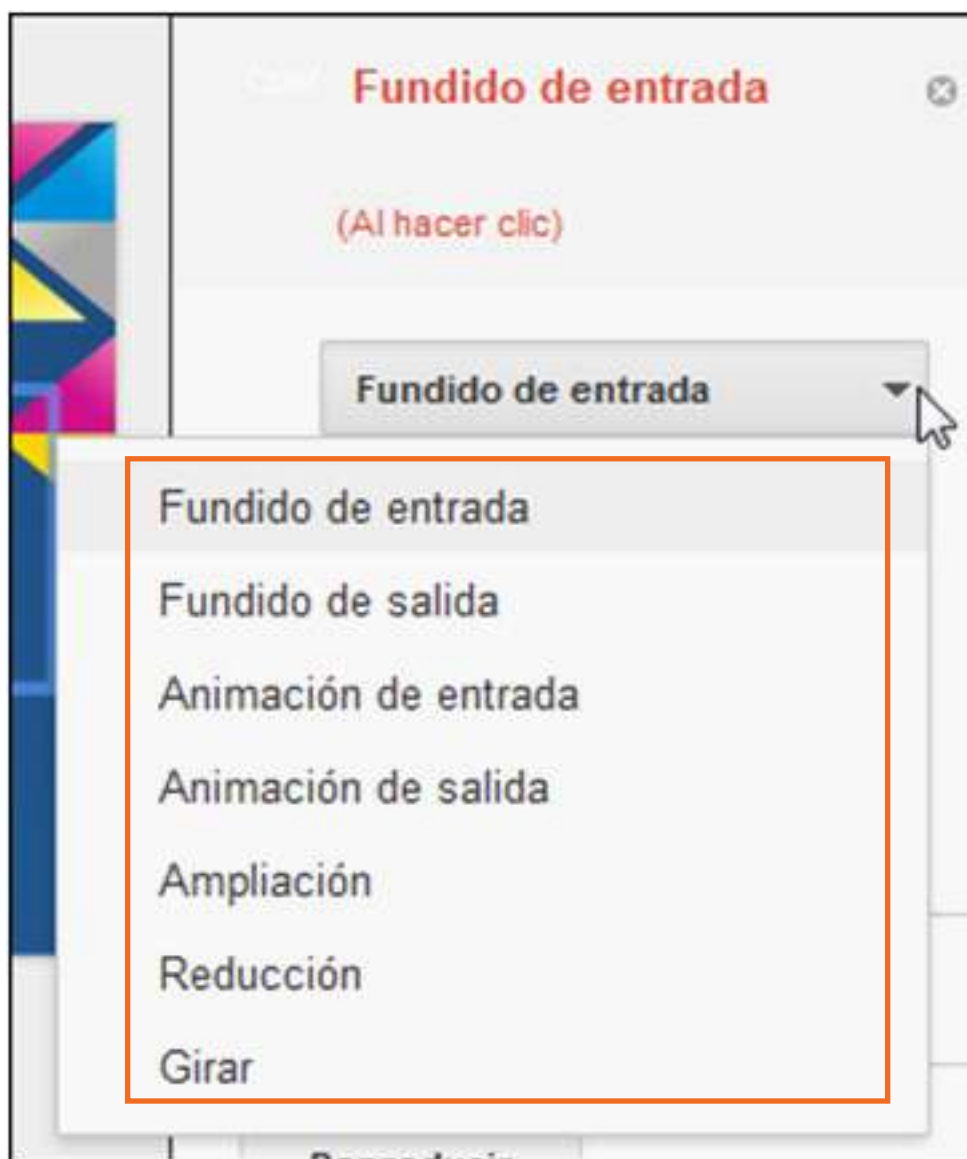 Fundido de entrada
(Al hacer clic)
Fundido de entrada
Fundido de entrada
Fundido de salida
Animación de entrada
Animación de salida
Ampliación
Reducción
Girar